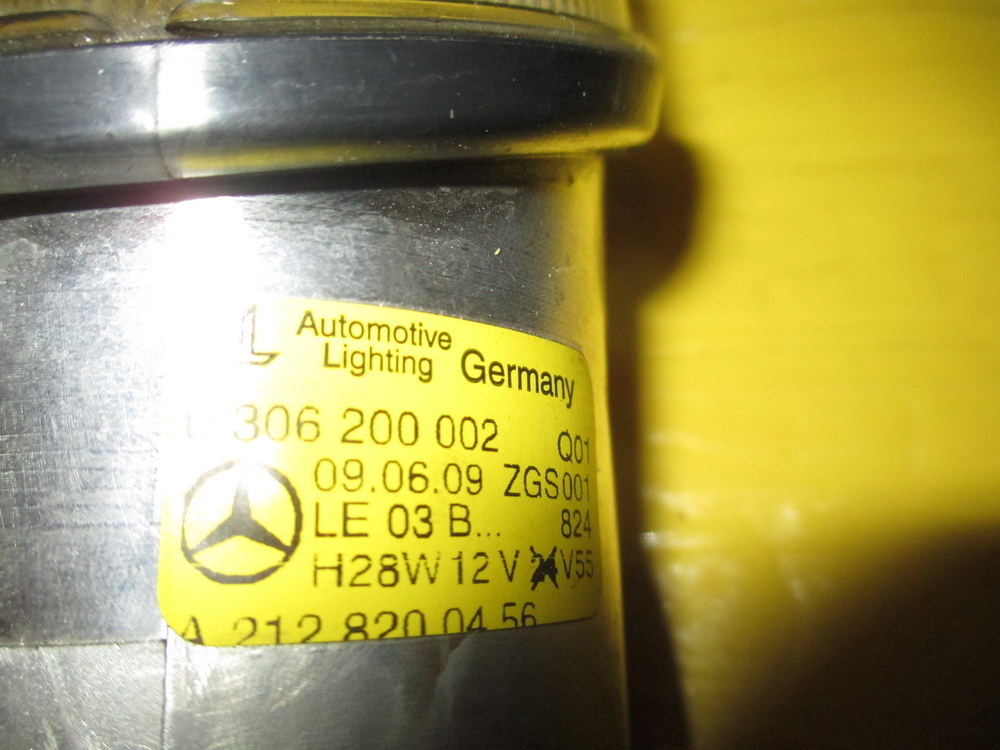 Automotive
Lighting Germany
306 200 002 Q01
09.06.09 ZGS001
LE 03 B... 824
H28W 12 V V55
A 212 820 04 56